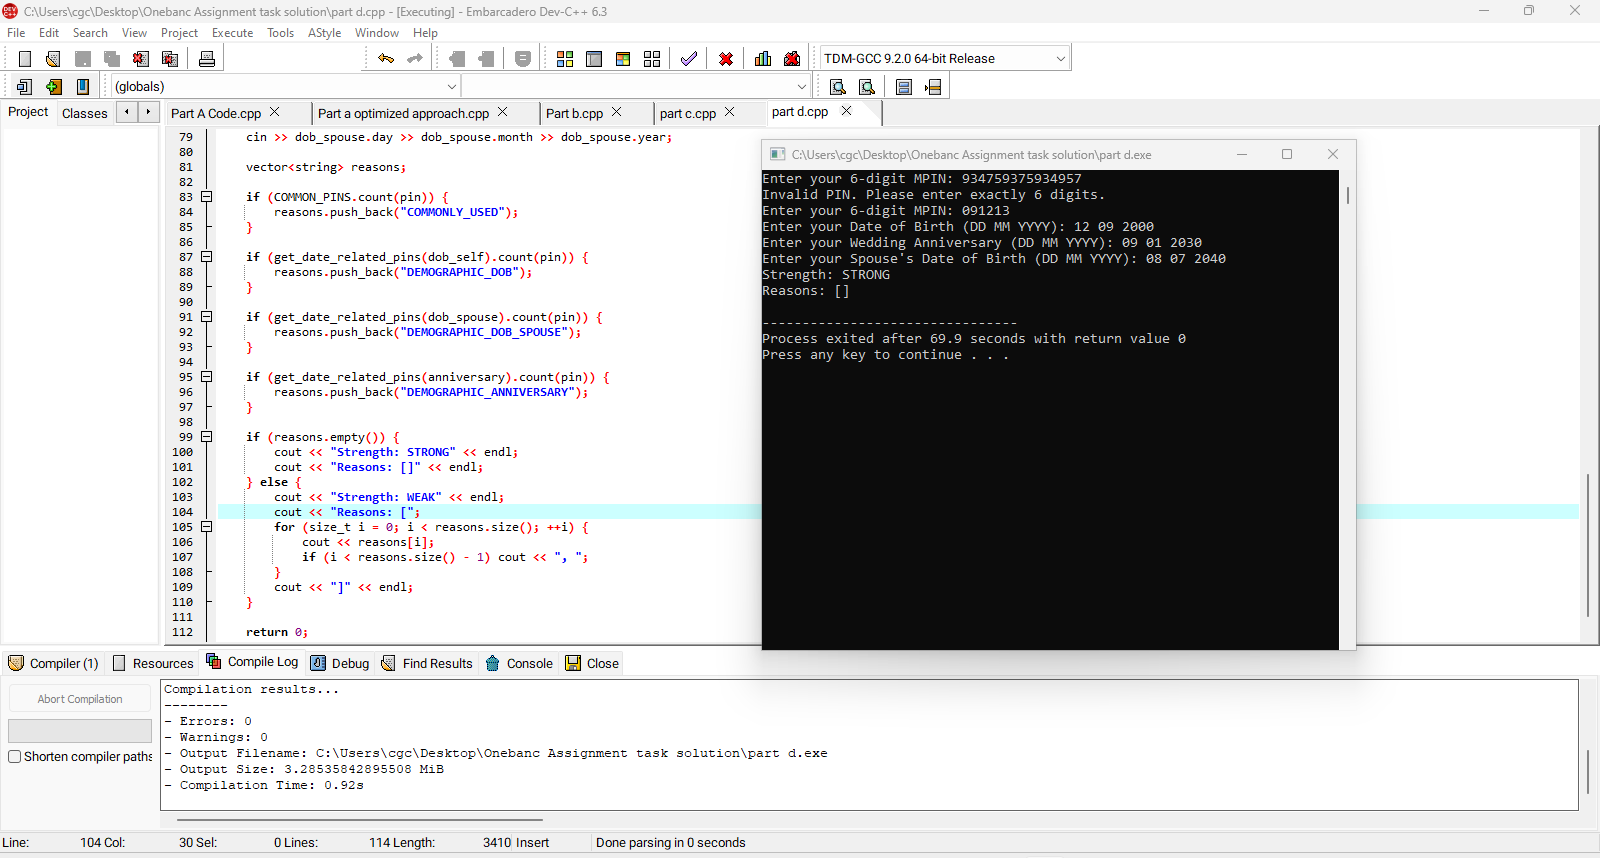 C:\Users\cgc\Desktop\Onebanc Assignment task solution\part d.cpp - [Executing] - Embarcadero Dev-C++ 6.3
File Edit Search View Project Execute Tools AStyle Window Help
TDM-GCC 9.2.0 64-bit Release
(globals)
Project Classes Part A Code.cpp Part a optimized approach.cpp Part b.cpp part c.cpp part d.cpp
79 cin >> dob_spouse.day >> dob_spouse.month >> dob_spouse.year;
80
81 vector<string> reasons;
82
83 if (COMMON_PINS.count(pin)) {
84 reasons.push_back("COMMONLY_USED");
85 }
86
87 if (get_date_related_pins(dob_self).count(pin)) {
88 reasons.push_back("DEMOGRAPHIC_DOB");
89 }
90
91 if (get_date_related_pins(dob_spouse).count(pin)) {
92 reasons.push_back("DEMOGRAPHIC_DOB_SPOUSE");
93 }
94
95 if (get_date_related_pins(anniversary).count(pin)) {
96 reasons.push_back("DEMOGRAPHIC_ANNIVERSARY");
97 }
98
99 if (reasons.empty()) {
100 cout << "Strength: STRONG" << endl;
101 cout << "Reasons: []" << endl;
102 } else {
103 cout << "Strength: WEAK" << endl;
104 cout << "Reasons: [";
105 for (size_t i = 0; i < reasons.size(); ++i) {
106 cout << reasons[i];
107 if (i < reasons.size() - 1) cout << ", ";
108 }
109 cout << "]" << endl;
110 }
111
112 return 0;
C:\Users\cgc\Desktop\Onebanc Assignment task solution\part d.exe
Enter your 6-digit MPIN: 934759375934957
Invalid PIN. Please enter exactly 6 digits.
Enter your 6-digit MPIN: 091213
Enter your Date of Birth (DD MM YYYY): 12 09 2000
Enter your Wedding Anniversary (DD MM YYYY): 09 01 2030
Enter your Spouse's Date of Birth (DD MM YYYY): 08 07 2040
Strength: STRONG
Reasons: []
--------------------------------
Process exited after 69.9 seconds with return value 0
Press any key to continue . . .
Compiler (1) Resources Compile Log Debug Find Results Console Close
Abort Compilation
Shorten compiler paths
Compilation results...
--------
- Errors: 0
- Warnings: 0
- Output Filename: C:\Users\cgc\Desktop\Onebanc Assignment task solution\part d.exe
- Output Size: 3.28535842895508 MiB
- Compilation Time: 0.92s
Line: 104 Col: 30 Sel: 0 Lines: 114 Length: 3410 Insert Done parsing in 0 seconds